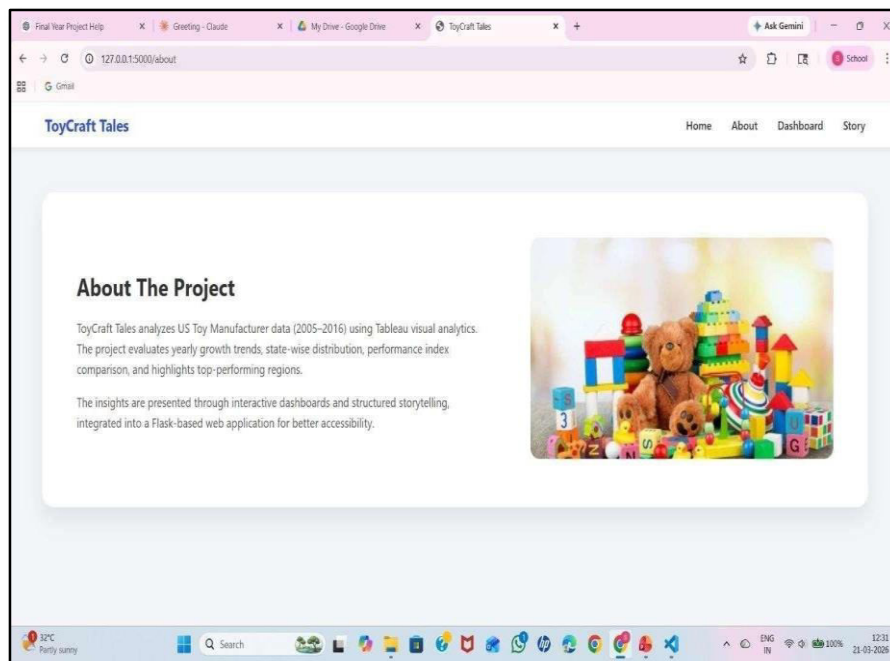 Final Year Project Help
Greeting - Claude
My Drive - Google Drive
ToyCraft Tales
Ask Gemini
127.0.0.1:5000/about
School
Gmail
ToyCraft Tales
Home About Dashboard Story
About The Project
ToyCraft Tales analyzes US Toy Manufacturer data (2005–2016) using Tableau visual analytics.
The project evaluates yearly growth trends, state-wise distribution, performance index
comparison, and highlights top-performing regions.
The insights are presented through interactive dashboards and structured storytelling,
integrated into a Flask-based web application for better accessibility.
32°C
Partly sunny
Search
ENG
IN
100%
12:31
21-03-2026